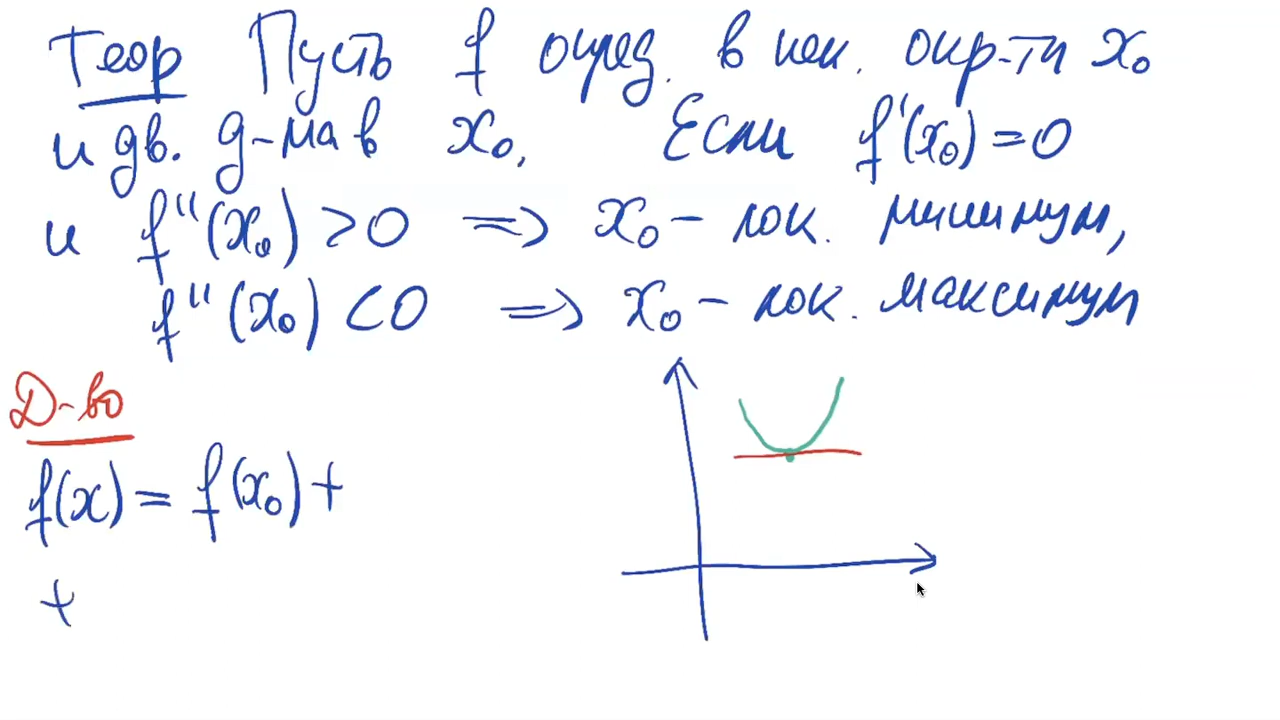 Теор Пусть f опред. в нек. окр-ти x₀
и дв. д-ма в x₀. Если f'(x₀) = 0
и f''(x₀) > 0 ⇒ x₀ - лок. минимум,
f''(x₀) < 0 ⇒ x₀ - лок. максимум
Д-во
f(x) = f(x₀) +
+